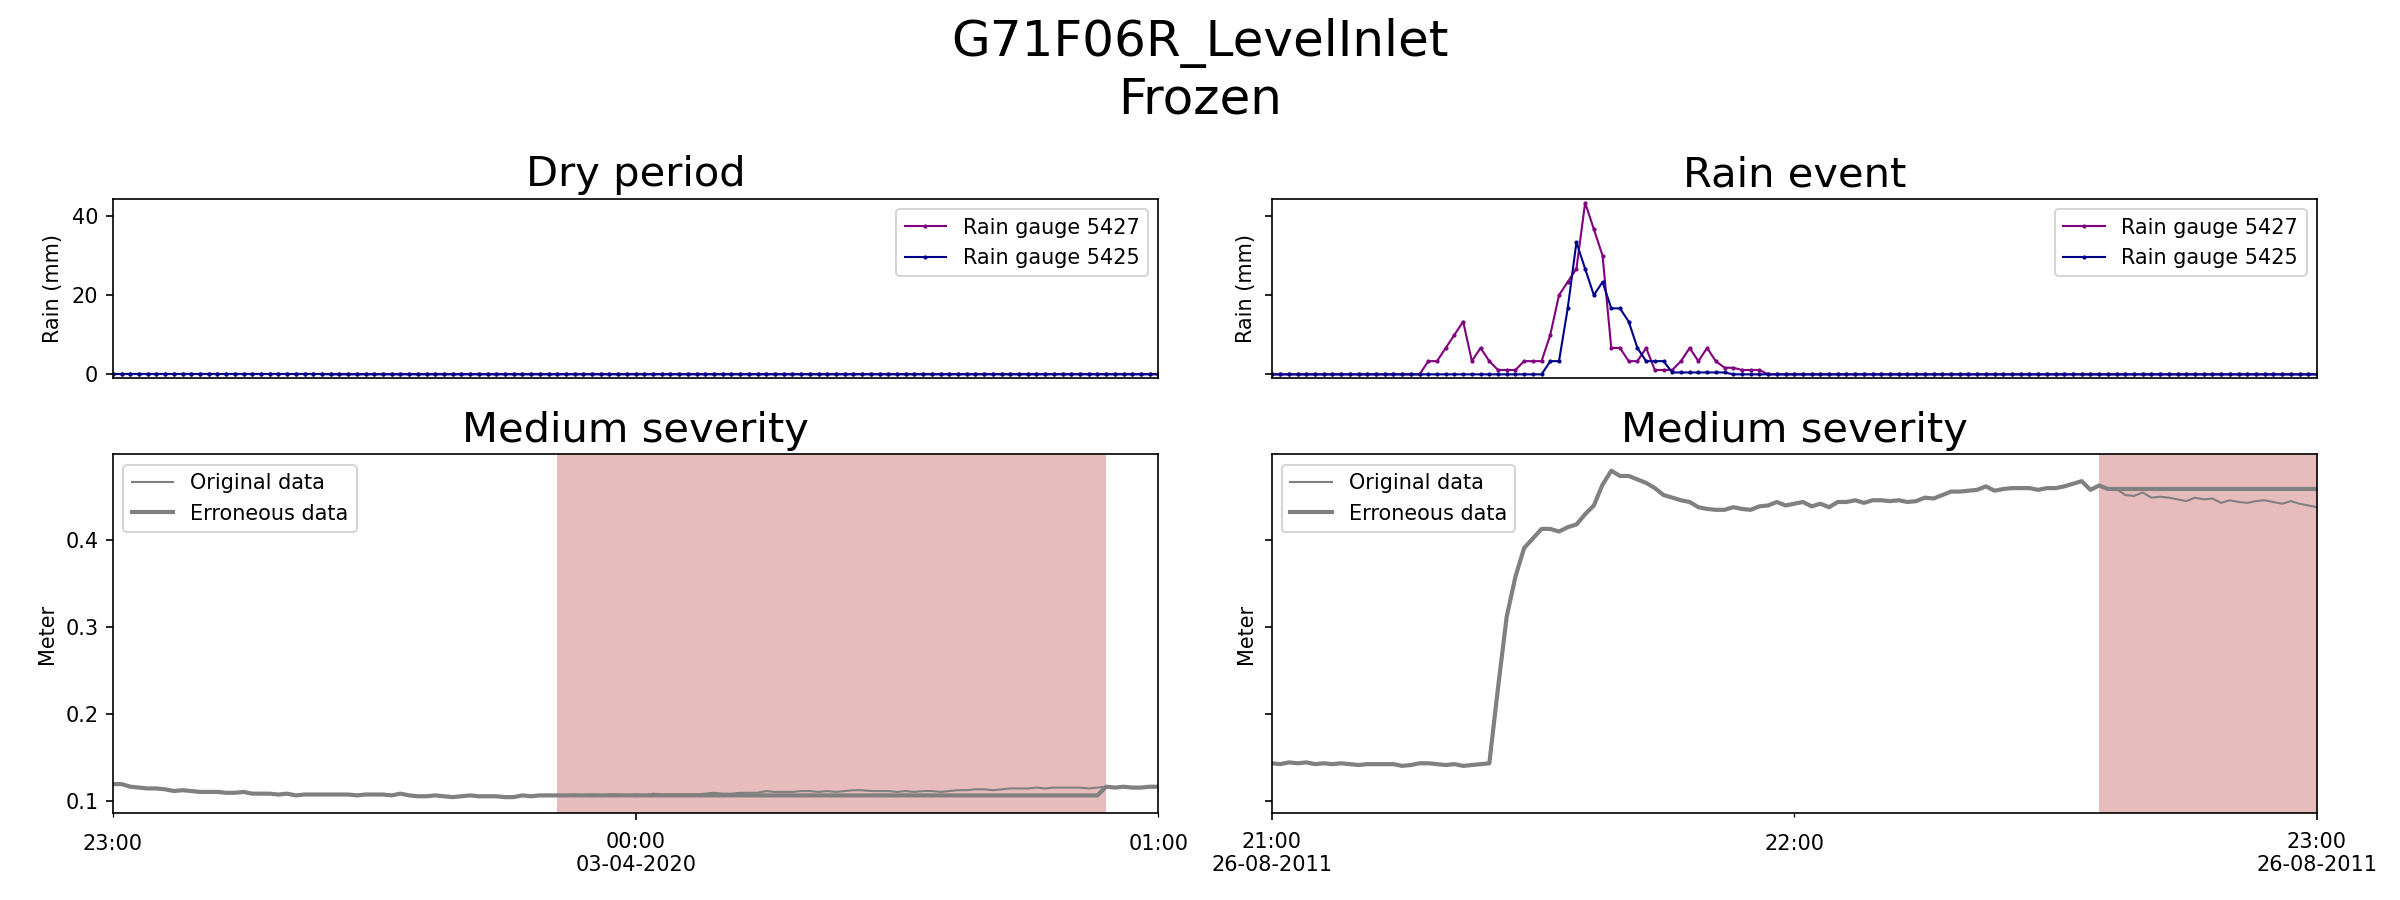 G71F06R_LevelInlet
Frozen
Dry period
Rain event
40
20
0
Rain (mm)
Rain gauge 5427
Rain gauge 5425
Rain (mm)
Rain gauge 5427
Rain gauge 5425
Medium severity
Medium severity
Original data
Erroneous data
0.4
0.3
0.2
0.1
Meter
Original data
Erroneous data
Meter
23:00
00:00
03-04-2020
01:00
21:00
26-08-2011
22:00
23:00
26-08-2011